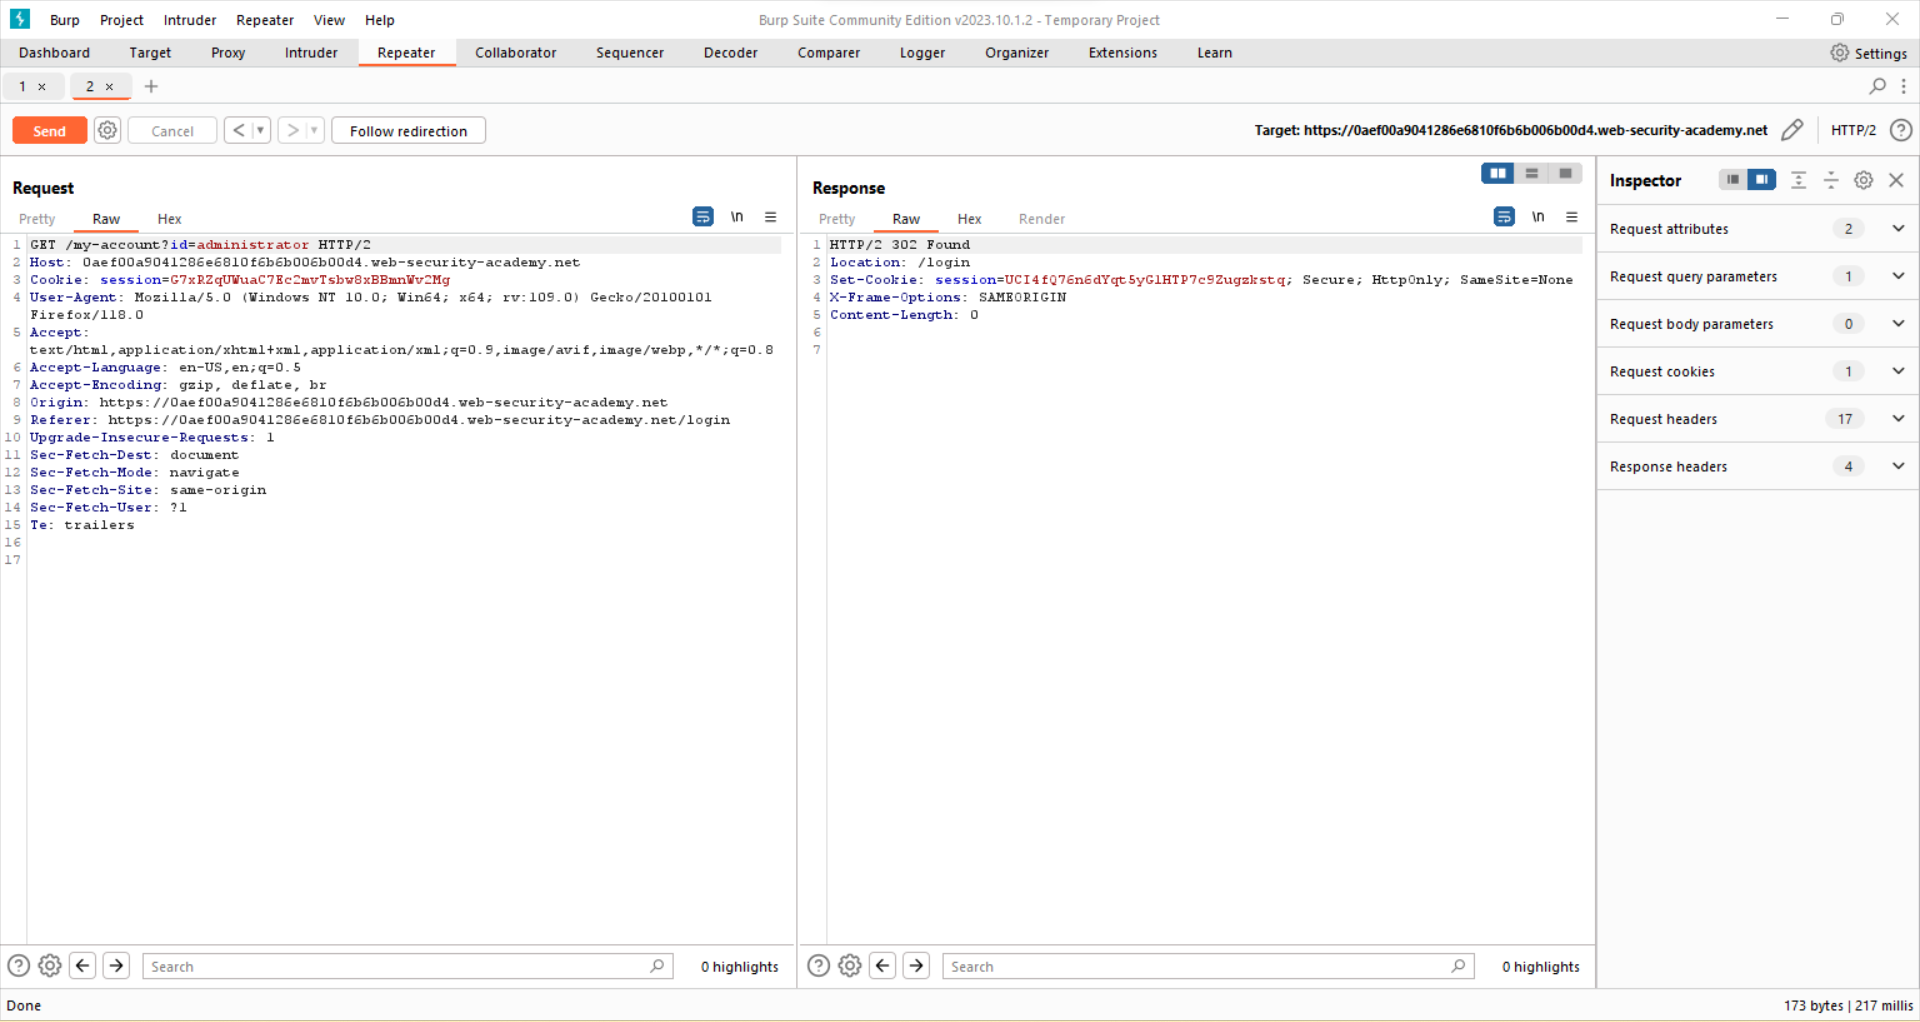 Burp Project Intruder Repeater View Help Burp Suite Community Edition v2023.10.1.2 - Temporary Project
Dashboard Target Proxy Intruder Repeater Collaborator Sequencer Decoder Comparer Logger Organizer Extensions Learn Settings
1 × 2 × +
Send Cancel < > Follow redirection Target: https://0aef00a9041286e6810f6b6b006b00d4.web-security-academy.net HTTP/2
Request
Pretty Raw Hex \n
1 GET /my-account?id=administrator HTTP/2
2 Host: 0aef00a9041286e6810f6b6b006b00d4.web-security-academy.net
3 Cookie: session=G7xRZqUWuaC7Ec2mvTsbw8xBBmnWv2Mg
4 User-Agent: Mozilla/5.0 (Windows NT 10.0; Win64; x64; rv:109.0) Gecko/20100101
Firefox/118.0
5 Accept:
text/html,application/xhtml+xml,application/xml;q=0.9,image/avif,image/webp,*/*;q=0.8
6 Accept-Language: en-US,en;q=0.5
7 Accept-Encoding: gzip, deflate, br
8 Origin: https://0aef00a9041286e6810f6b6b006b00d4.web-security-academy.net
9 Referer: https://0aef00a9041286e6810f6b6b006b00d4.web-security-academy.net/login
10 Upgrade-Insecure-Requests: 1
11 Sec-Fetch-Dest: document
12 Sec-Fetch-Mode: navigate
13 Sec-Fetch-Site: same-origin
14 Sec-Fetch-User: ?1
15 Te: trailers
16
17
Search 0 highlights
Response
Pretty Raw Hex Render \n
1 HTTP/2 302 Found
2 Location: /login
3 Set-Cookie: session=UCI4fQ76n6dYqt5yGlHTP7c9Zugzkstq; Secure; HttpOnly; SameSite=None
4 X-Frame-Options: SAMEORIGIN
5 Content-Length: 0
6
7
Search 0 highlights
Inspector
Request attributes 2
Request query parameters 1
Request body parameters 0
Request cookies 1
Request headers 17
Response headers 4
Done 173 bytes | 217 millis